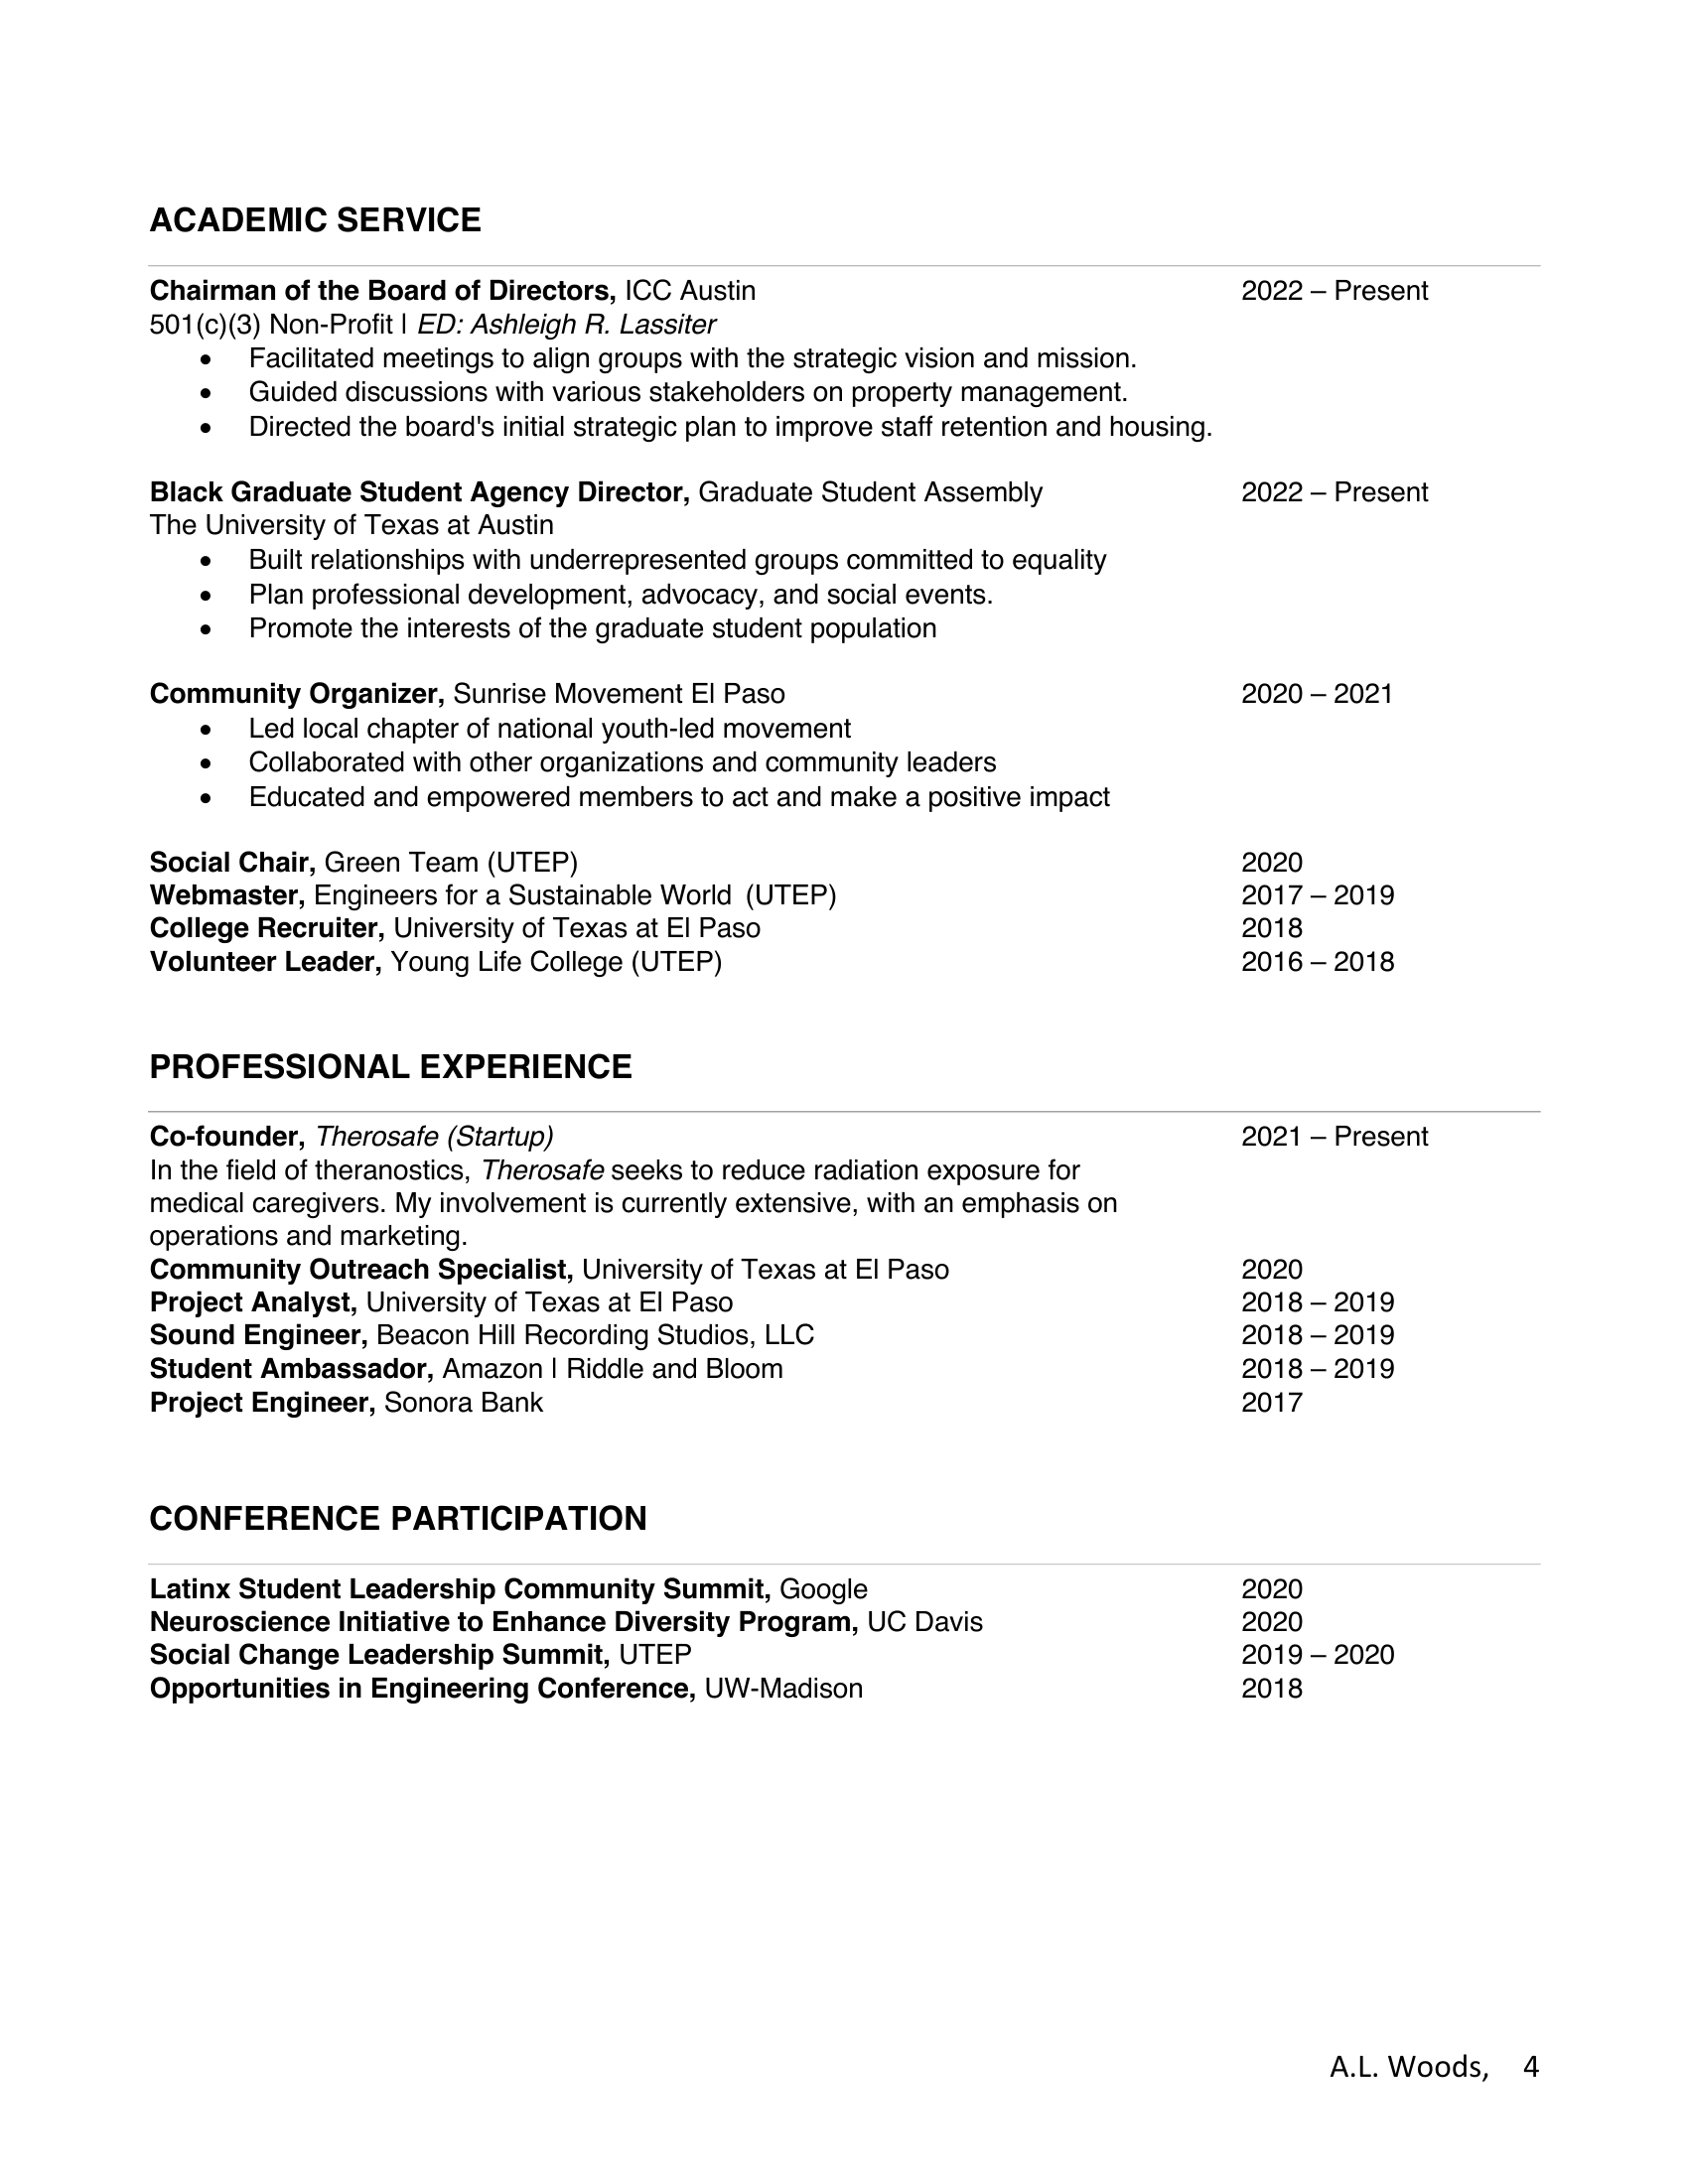 ACADEMIC SERVICE
Chairman of the Board of Directors, ICC Austin 2022 – Present
501(c)(3) Non-Profit | ED: Ashleigh R. Lassiter
• Facilitated meetings to align groups with the strategic vision and mission.
• Guided discussions with various stakeholders on property management.
• Directed the board's initial strategic plan to improve staff retention and housing.
Black Graduate Student Agency Director, Graduate Student Assembly 2022 – Present
The University of Texas at Austin
• Built relationships with underrepresented groups committed to equality
• Plan professional development, advocacy, and social events.
• Promote the interests of the graduate student population
Community Organizer, Sunrise Movement El Paso 2020 – 2021
• Led local chapter of national youth-led movement
• Collaborated with other organizations and community leaders
• Educated and empowered members to act and make a positive impact
Social Chair, Green Team (UTEP) 2020
Webmaster, Engineers for a Sustainable World (UTEP) 2017 – 2019
College Recruiter, University of Texas at El Paso 2018
Volunteer Leader, Young Life College (UTEP) 2016 – 2018
PROFESSIONAL EXPERIENCE
Co-founder, Therosafe (Startup) 2021 – Present
In the field of theranostics, Therosafe seeks to reduce radiation exposure for
medical caregivers. My involvement is currently extensive, with an emphasis on
operations and marketing.
Community Outreach Specialist, University of Texas at El Paso 2020
Project Analyst, University of Texas at El Paso 2018 – 2019
Sound Engineer, Beacon Hill Recording Studios, LLC 2018 – 2019
Student Ambassador, Amazon | Riddle and Bloom 2018 – 2019
Project Engineer, Sonora Bank 2017
CONFERENCE PARTICIPATION
Latinx Student Leadership Community Summit, Google 2020
Neuroscience Initiative to Enhance Diversity Program, UC Davis 2020
Social Change Leadership Summit, UTEP 2019 – 2020
Opportunities in Engineering Conference, UW-Madison 2018
A.L. Woods, 4